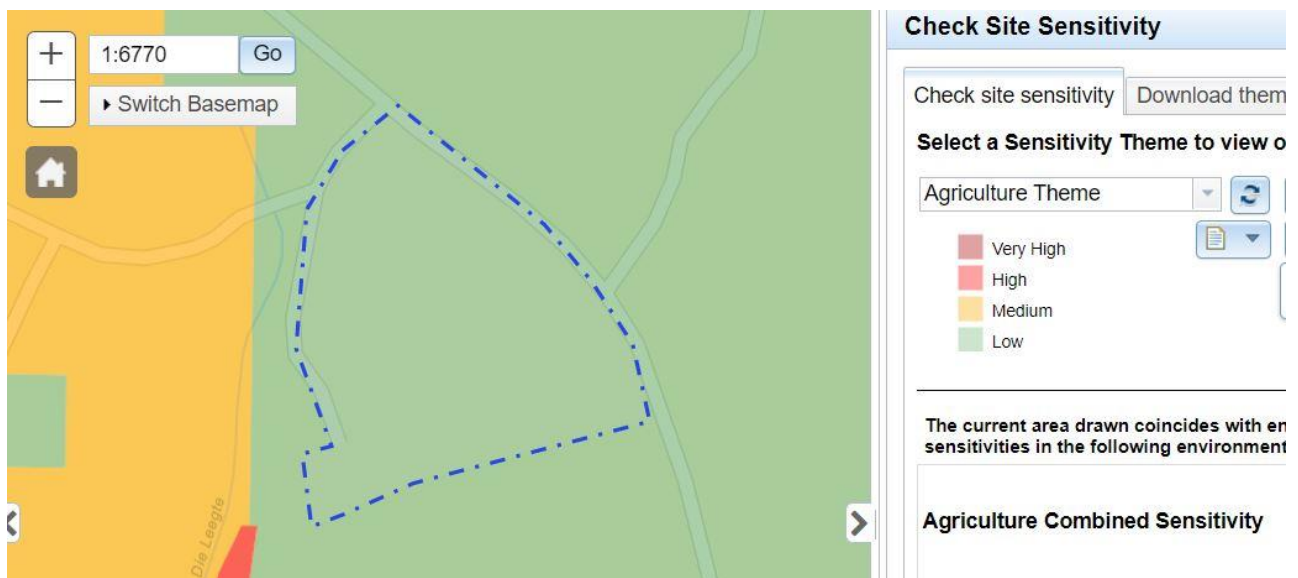 1:6770
Go
Switch Basemap
Die Leegte
Check Site Sensitivity
Check site sensitivity
Download them
Select a Sensitivity Theme to view o
Agriculture Theme
Very High
High
Medium
Low
The current area drawn coincides with en
sensitivities in the following environment
Agriculture Combined Sensitivity